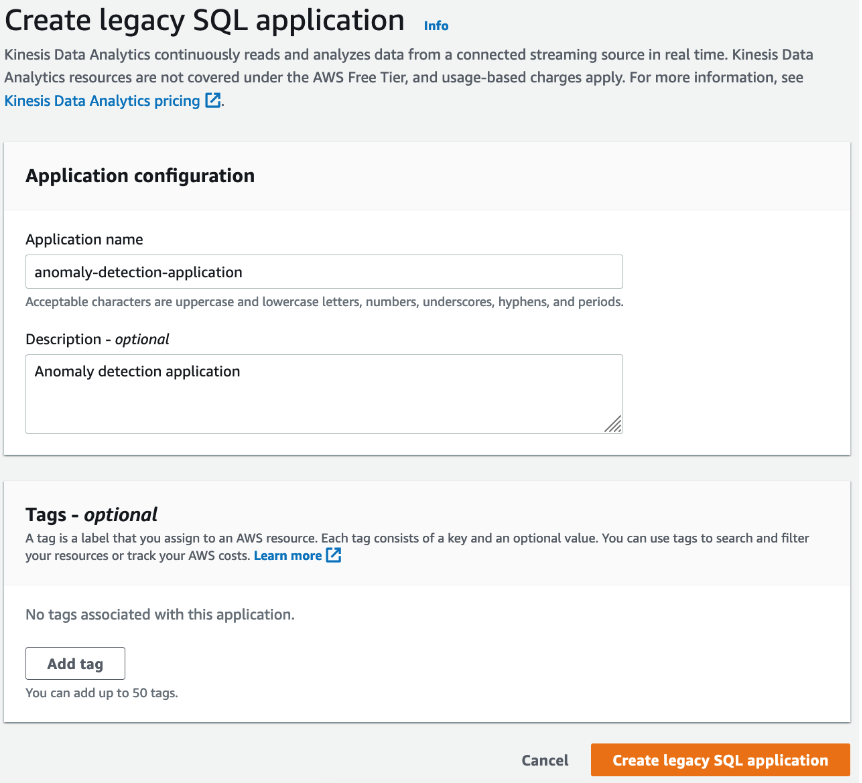 Create legacy SQL application Info
Kinesis Data Analytics continuously reads and analyzes data from a connected streaming source in real time. Kinesis Data
Analytics resources are not covered under the AWS Free Tier, and usage-based charges apply. For more information, see
Kinesis Data Analytics pricing.
Application configuration
Application name
anomaly-detection-application
Acceptable characters are uppercase and lowercase letters, numbers, underscores, hyphens, and periods.
Description - optional
Anomaly detection application
Tags - optional
A tag is a label that you assign to an AWS resource. Each tag consists of a key and an optional value. You can use tags to search and filter
your resources or track your AWS costs. Learn more
No tags associated with this application.
Add tag
You can add up to 50 tags.
Cancel Create legacy SQL application